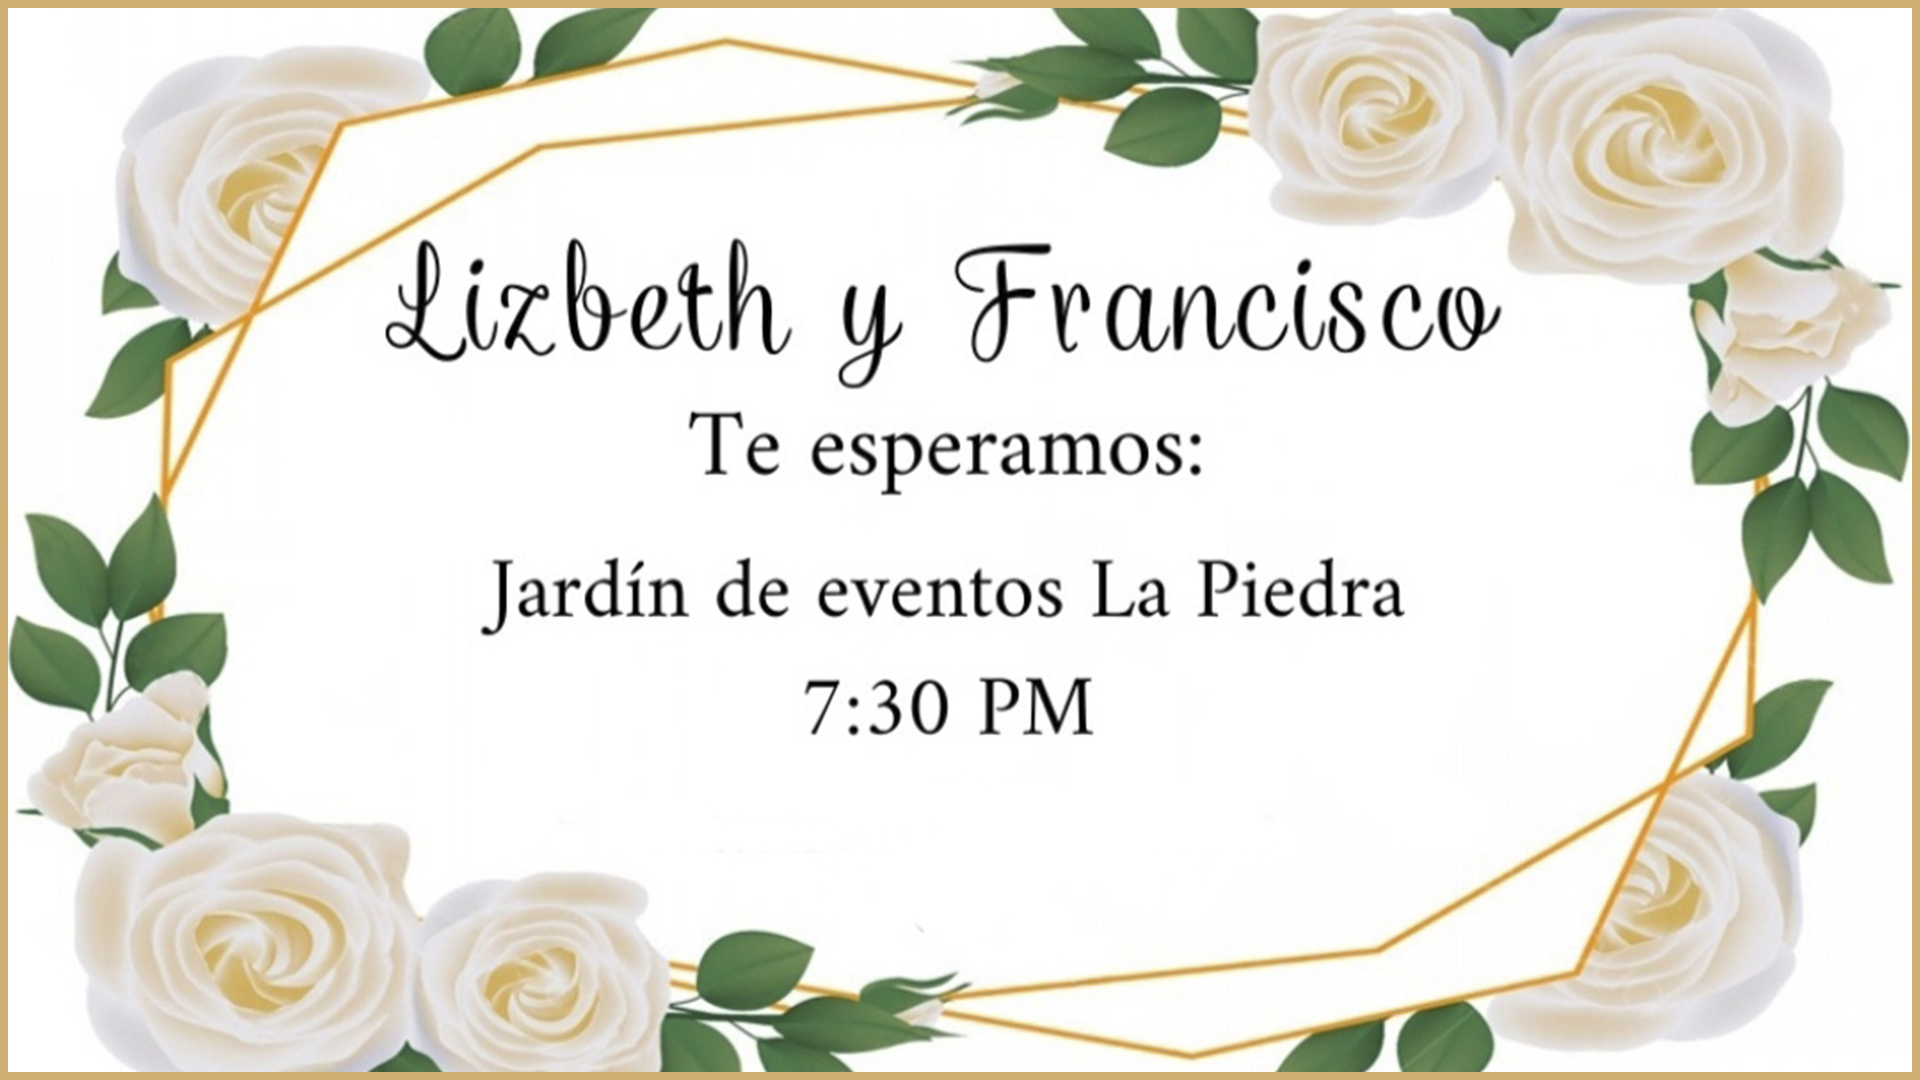 Lizbeth y Francisco
Te esperamos:
Jardín de eventos La Piedra
7:30 PM